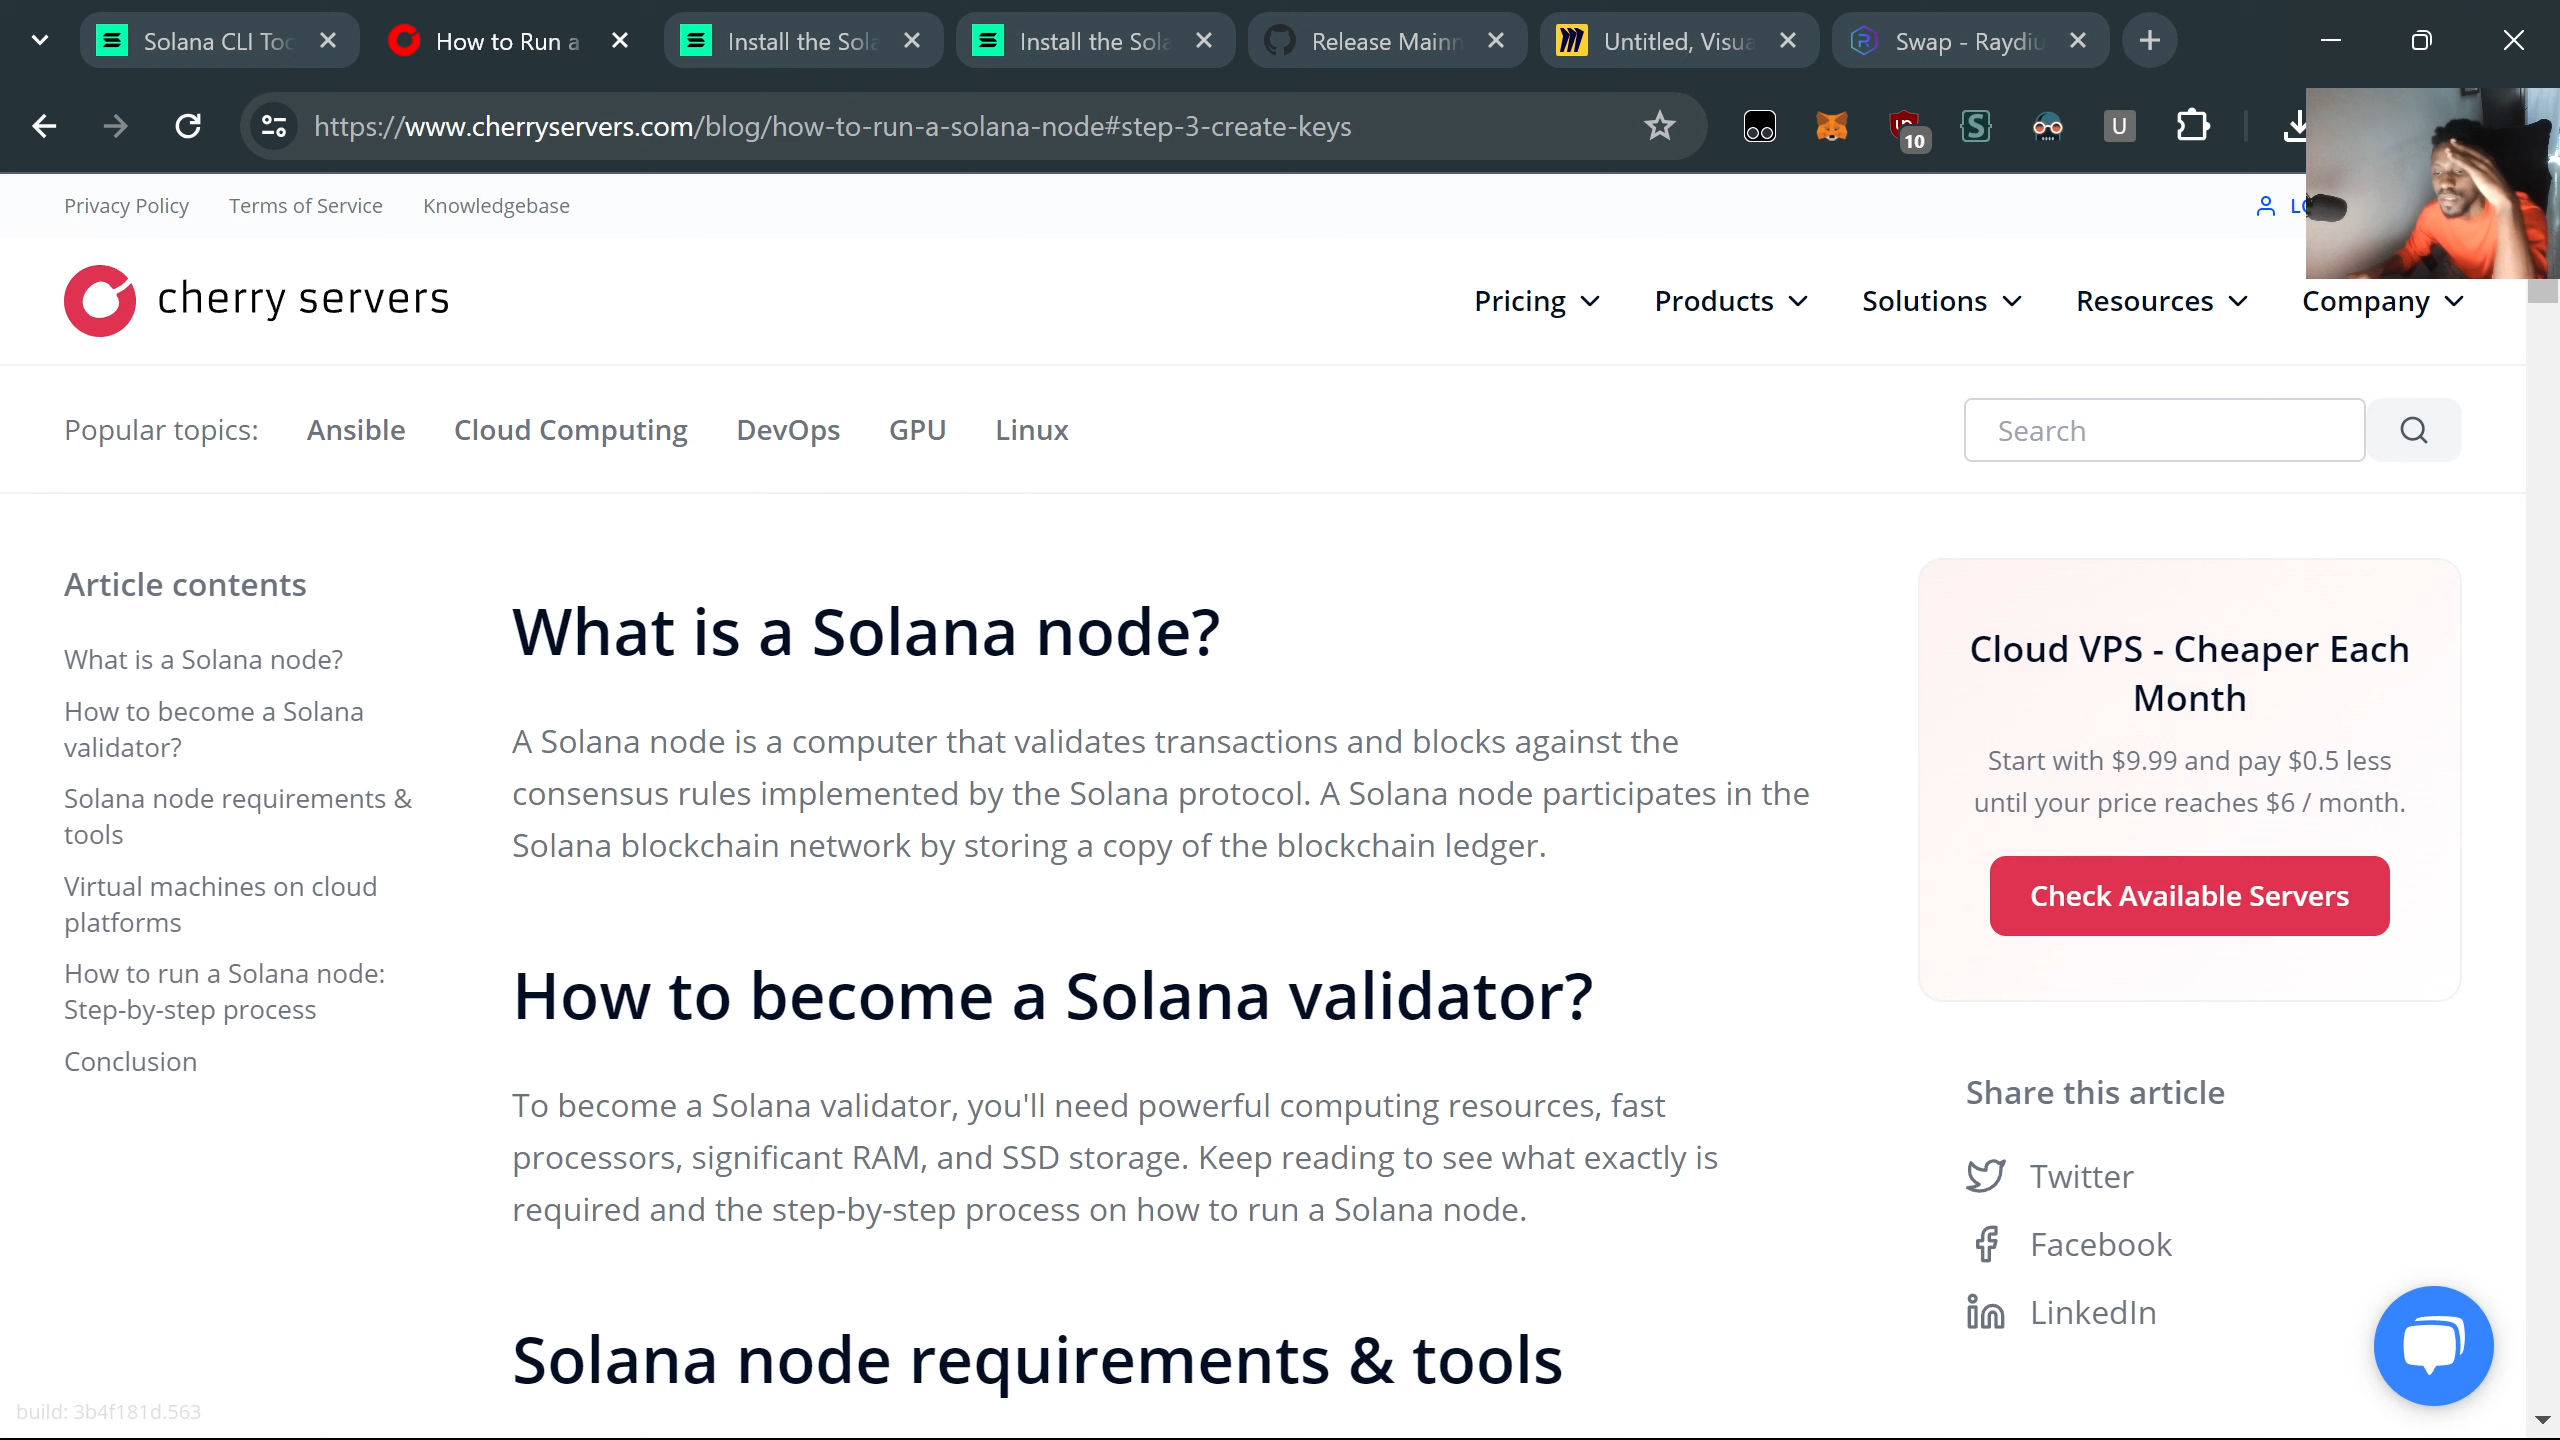 Solana CLI Too
How to Run a
Install the Sola
Install the Sola
Release Mainn
Untitled, Visua
Swap - Raydiu
https://www.cherryservers.com/blog/how-to-run-a-solana-node#step-3-create-keys
10
U
Privacy Policy
Terms of Service
Knowledgebase
LO
cherry servers
Pricing
Products
Solutions
Resources
Company
Popular topics:
Ansible
Cloud Computing
DevOps
GPU
Linux
Search
Article contents
What is a Solana node?
How to become a Solana
validator?
Solana node requirements &
tools
Virtual machines on cloud
platforms
How to run a Solana node:
Step-by-step process
Conclusion
What is a Solana node?
A Solana node is a computer that validates transactions and blocks against the
consensus rules implemented by the Solana protocol. A Solana node participates in the
Solana blockchain network by storing a copy of the blockchain ledger.
How to become a Solana validator?
To become a Solana validator, you'll need powerful computing resources, fast
processors, significant RAM, and SSD storage. Keep reading to see what exactly is
required and the step-by-step process on how to run a Solana node.
Solana node requirements & tools
Cloud VPS - Cheaper Each
Month
Start with $9.99 and pay $0.5 less
until your price reaches $6 / month.
Check Available Servers
Share this article
Twitter
Facebook
LinkedIn
build: 3b4f181d.563